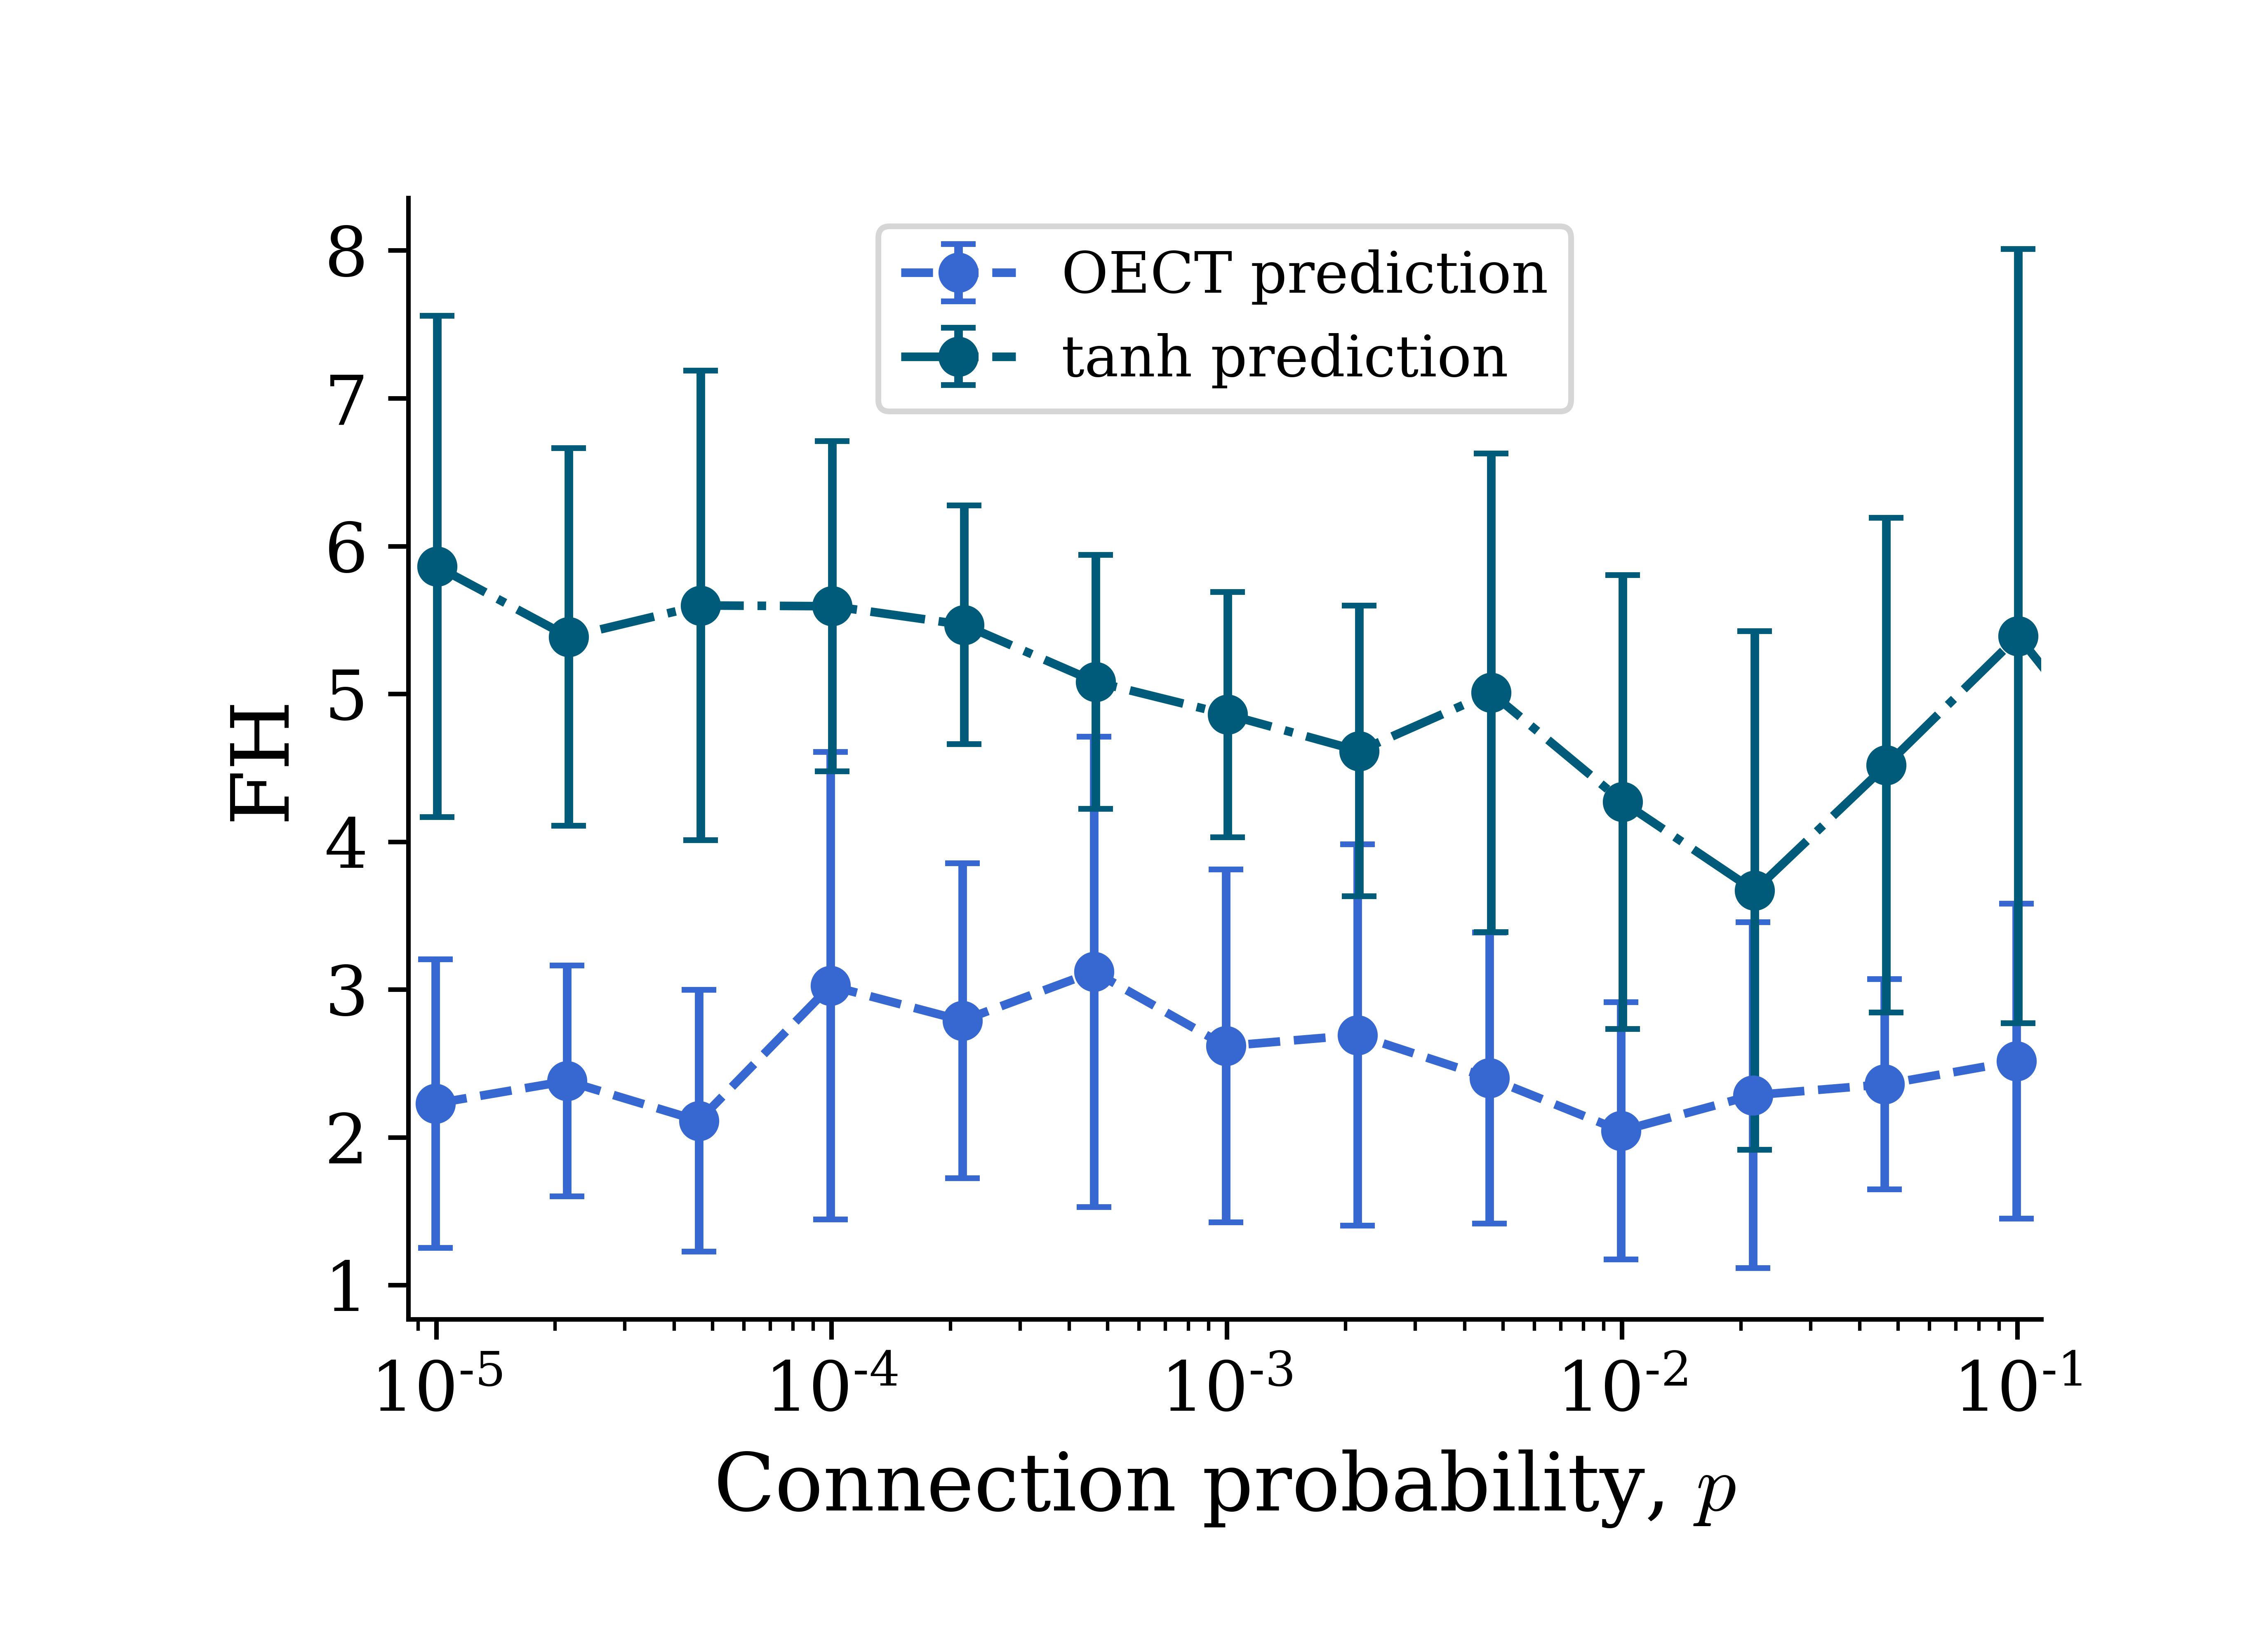 OECT prediction
tanh prediction
8
7
6
5
4
3
2
1
FH
10^-5 10^-4 10^-3 10^-2 10^-1
Connection probability, p